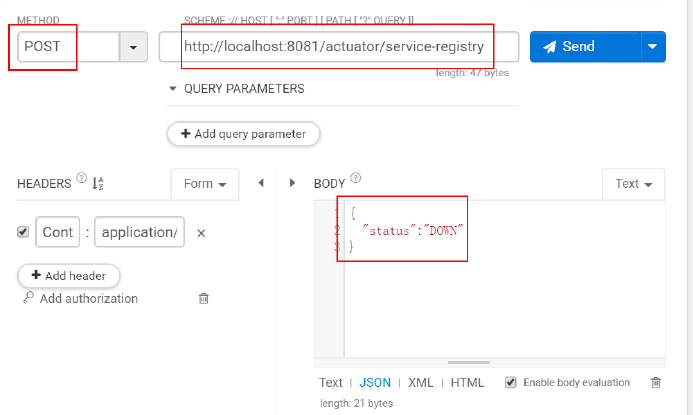 METHOD
SCHEME :// HOST [ ":" PORT ] [ PATH [ "?" QUERY ]]
POST
http://localhost:8081/actuator/service-registry
Send
length: 47 bytes
QUERY PARAMETERS
+ Add query parameter
HEADERS ? A Z
Form
BODY ?
Text
Cont : application/ ×
+ Add header
Add authorization
1 {
2 "status":"DOWN"
3 }
Text | JSON | XML | HTML Enable body evaluation
length: 21 bytes